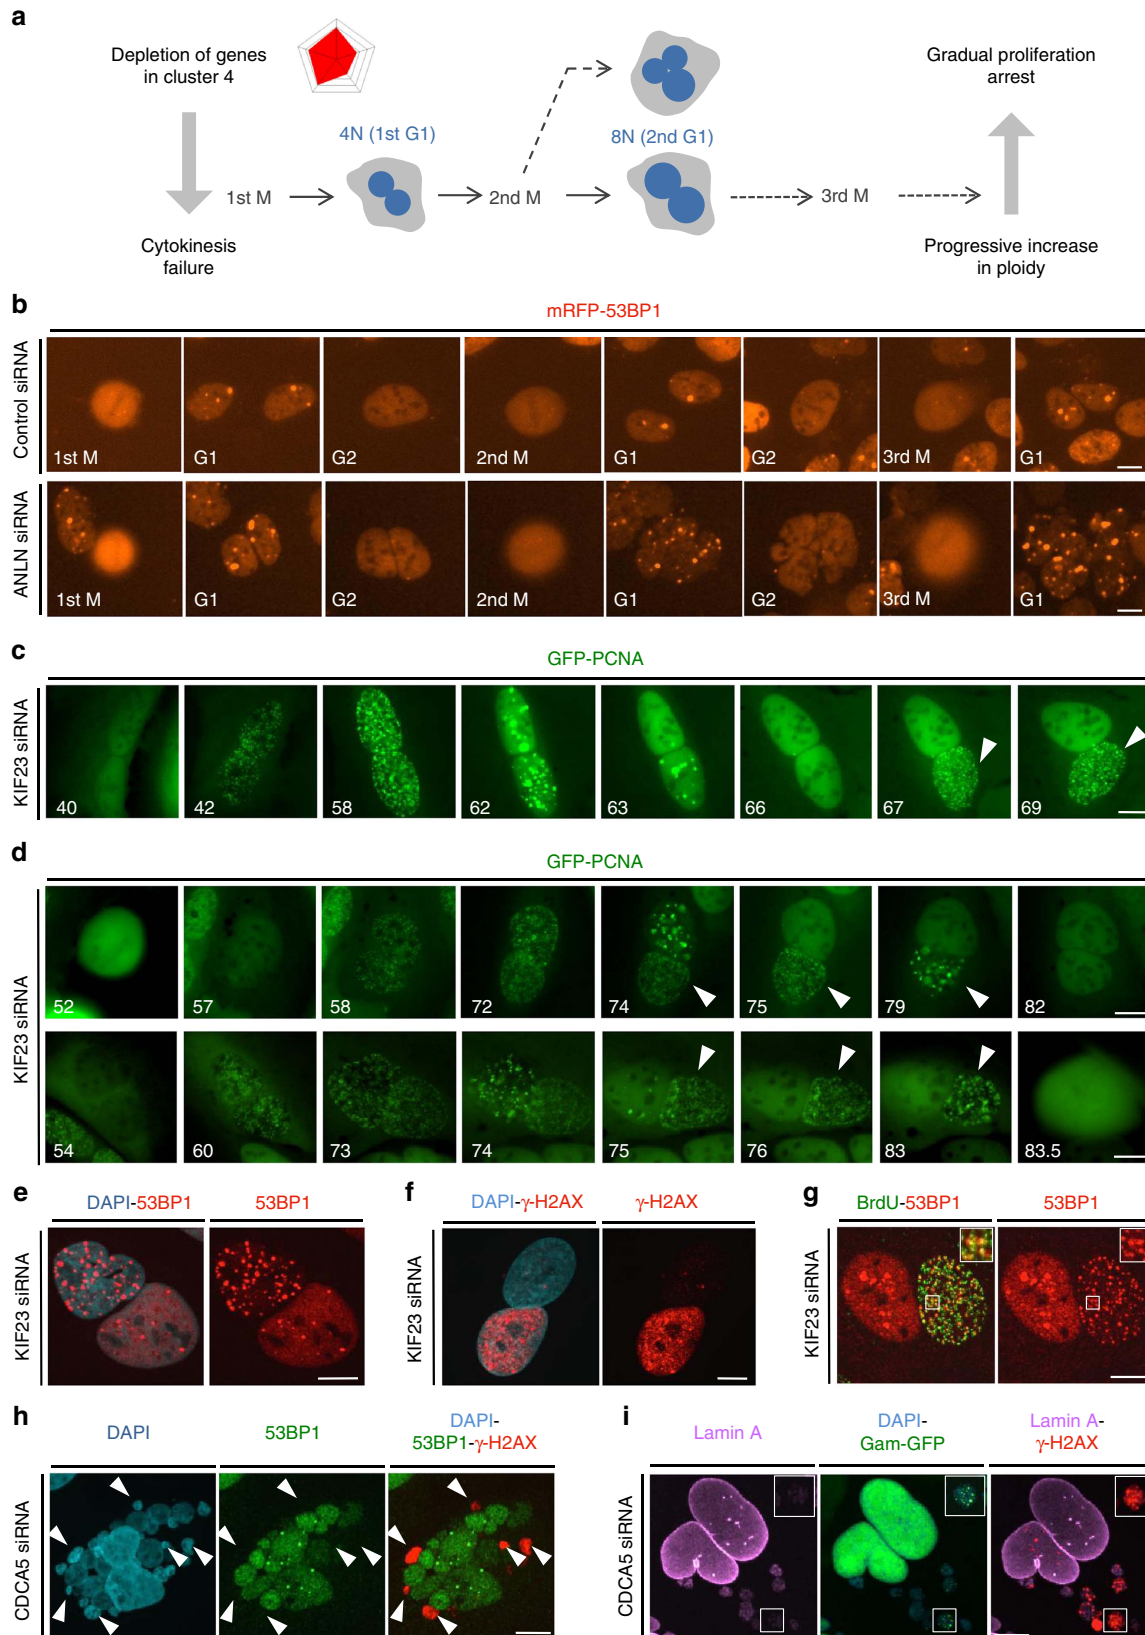 a
Depletion of genes
in cluster 4
Gradual proliferation
arrest
4N (1st G1)
8N (2nd G1)
1st M
2nd M
3rd M
Cytokinesis
failure
Progressive increase
in ploidy
b
mRFP-53BP1
Control siRNA
1st M
G1
G2
2nd M
G1
G2
3rd M
G1
ANLN siRNA
1st M
G1
G2
2nd M
G1
G2
3rd M
G1
c
GFP-PCNA
KIF23 siRNA
40
42
58
62
63
66
67
69
d
GFP-PCNA
KIF23 siRNA
52
57
58
72
74
75
79
82
54
60
73
74
75
76
83
83.5
e
DAPI-53BP1
53BP1
KIF23 siRNA
f
DAPI-γ-H2AX
γ-H2AX
KIF23 siRNA
g
BrdU-53BP1
53BP1
KIF23 siRNA
h
DAPI
53BP1
DAPI-
53BP1-γ-H2AX
CDCA5 siRNA
i
Lamin A
DAPI-
Gam-GFP
Lamin A-
γ-H2AX
CDCA5 siRNA